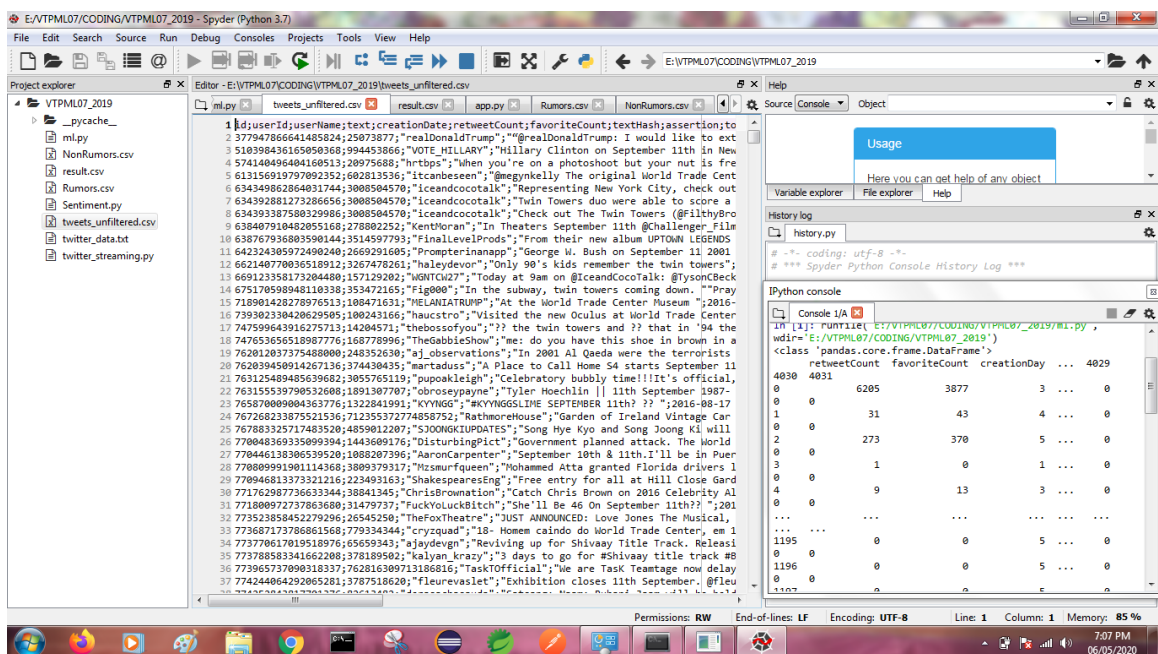 E:/VTPML07/CODING/VTPML07_2019 - Spyder (Python 3.7)
File Edit Search Source Run Debug Consoles Projects Tools View Help
E:\VTPML07\CODING\VTPML07_2019
Project explorer
VTPML07_2019
__pycache__
ml.py
NonRumors.csv
result.csv
Rumors.csv
Sentiment.py
tweets_unfiltered.csv
twitter_data.txt
twitter_streaming.py
Editor - E:\VTPML07\CODING\VTPML07_2019\tweets_unfiltered.csv
ml.py tweets_unfiltered.csv result.csv app.py Rumors.csv NonRumors.csv
1 id;userId;userName;text;creationDate;retweetCount;favoriteCount;textHash;assertion;to
2 377947866641485824;25073877;"realDonaldTrump";"“@realDonaldTrump: I would like to ext
3 510398436165050368;994453866;"VOTE_HILLARY";"Hillary Clinton on September 11th in New
4 574140496404160513;20975688;"hrtbps";"When you're on a photoshoot but your nut is fre
5 613156919797092352;602813536;"itcanbeseen";"@megynkelly The original World Trade Cent
6 634349862864031744;3008504570;"iceandcocotalk";"Representing New York City, check out
7 634392881273286656;3008504570;"iceandcocotalk";"Twin Towers duo were able to score a
8 634393387580329986;3008504570;"iceandcocotalk";"Check out The Twin Towers (@FilthyBro
9 638407910482055168;278802252;"KentMoran";"In Theaters September 11th @Challenger_Film
10 638767936803590144;3514597793;"FinalLevelProds";"From their new album UPTOWN LEGENDS
11 642324305972490240;2669291605;"Prompterinanapp";"George W. Bush on September 11 2001
12 662140770036518912;3267478261;"haleydevor";"Only 90's kids remember the twin towers";
13 669123358173204480;157129202;"WGNTCW27";"Today at 9am on @IceandCocoTalk: @TysonCBeck
14 675170598948110338;353472165;"Fig000";"In the subway, twin towers coming down. ""Pray
15 718901428278976513;108471631;"MELANIATRUMP";"At the World Trade Center Museum ";2016-
16 739302330420629505;100243166;"haucstro";"Visited the new Oculus at World Trade Center
17 747599643916275713;14204571;"thebossofyou";"?? the twin towers and ?? that in '94 the
18 747653656518987776;168778996;"TheGabbieShow";"me: do you have this shoe in brown in a
19 762012037375488000;248352630;"aj_observations";"In 2001 Al Qaeda were the terrorists
20 762039450914267136;374430435;"martaduss";"A Place to Call Home S4 starts September 11
21 763125489485639682;3055765119;"pupoakleigh";"Celebratory bubbly time!!!It's official,
22 763155539790532608;1891307707;"obroseypayne";"Tyler Hoechlin || 11th September 1987-
23 765870009004363776;1322841991;"KYYNGG";"#KYYNGGSLIME SEPTEMBER 11th? ?? ";2016-08-17
24 767268233875521536;712355372774858752;"RathmoreHouse";"Garden of Ireland Vintage Car
25 767883325717483520;4859012207;"SJOONGKIUPDATES";"Song Hye Kyo and Song Joong Ki will
26 770048369335099394;1443609176;"DisturbingPict";"Government planned attack. The World
27 770446138306539520;1088207396;"AaronCarpenter";"September 10th & 11th.I'll be in Puer
28 770809991901114368;3809379317;"Mzsmurfqueen";"Mohammed Atta granted Florida drivers l
29 770946813373321216;223493163;"ShakespearesEng";"Free entry for all at Hill Close Gard
30 771762987736633344;38841345;"ChrisBrownation";"Catch Chris Brown on 2016 Celebrity Al
31 771800972737863680;31479737;"FuckYoLuckBitch";"She'll Be 46 On September 11th?? ";201
32 773523858452279296;26545250;"TheFoxTheatre";"JUST ANNOUNCED: Love Jones The Musical,
33 773687173786861568;779334344;"cryzquad";"18- Homem caindo do World Trade Center, em 1
34 773770617019518976;65659343;"ajaydevgn";"Reviving up for Shivaay Title Track. Releasi
35 773788583341662208;378189502;"kalyan_krazy";"3 days to go for #Shivaay title track #B
36 773965737090318337;762816309713186816;"TaskTOfficial";"We are TasK Teamtage now delay
37 774244064292065281;3787518620;"fleurevaslet";"Exhibition closes 11th September. @fleu
Help
Source Console Object
Usage
Here you can get help of any object
Variable explorer File explorer Help
History log
history.py
# -*- coding: utf-8 -*-
# *** Spyder Python Console History Log ***
IPython console
Console 1/A
In [1]: runfile('E:/VTPML07/CODING/VTPML07_2019/ml.py',
wdir='E:/VTPML07/CODING/VTPML07_2019')
<class 'pandas.core.frame.DataFrame'>
retweetCount favoriteCount creationDay ... 4029
4030 4031
0 6205 3877 3 ... 0
0 0
1 31 43 4 ... 0
0 0
2 273 370 5 ... 0
0 0
3 1 0 1 ... 0
0 0
4 9 13 3 ... 0
0 0
... ... ... ... ... ...
... ...
1195 0 0 5 ... 0
0 0
1196 0 0 5 ... 0
0 0
Permissions: RW End-of-lines: LF Encoding: UTF-8 Line: 1 Column: 1 Memory: 85 %
7:07 PM
06/05/2020